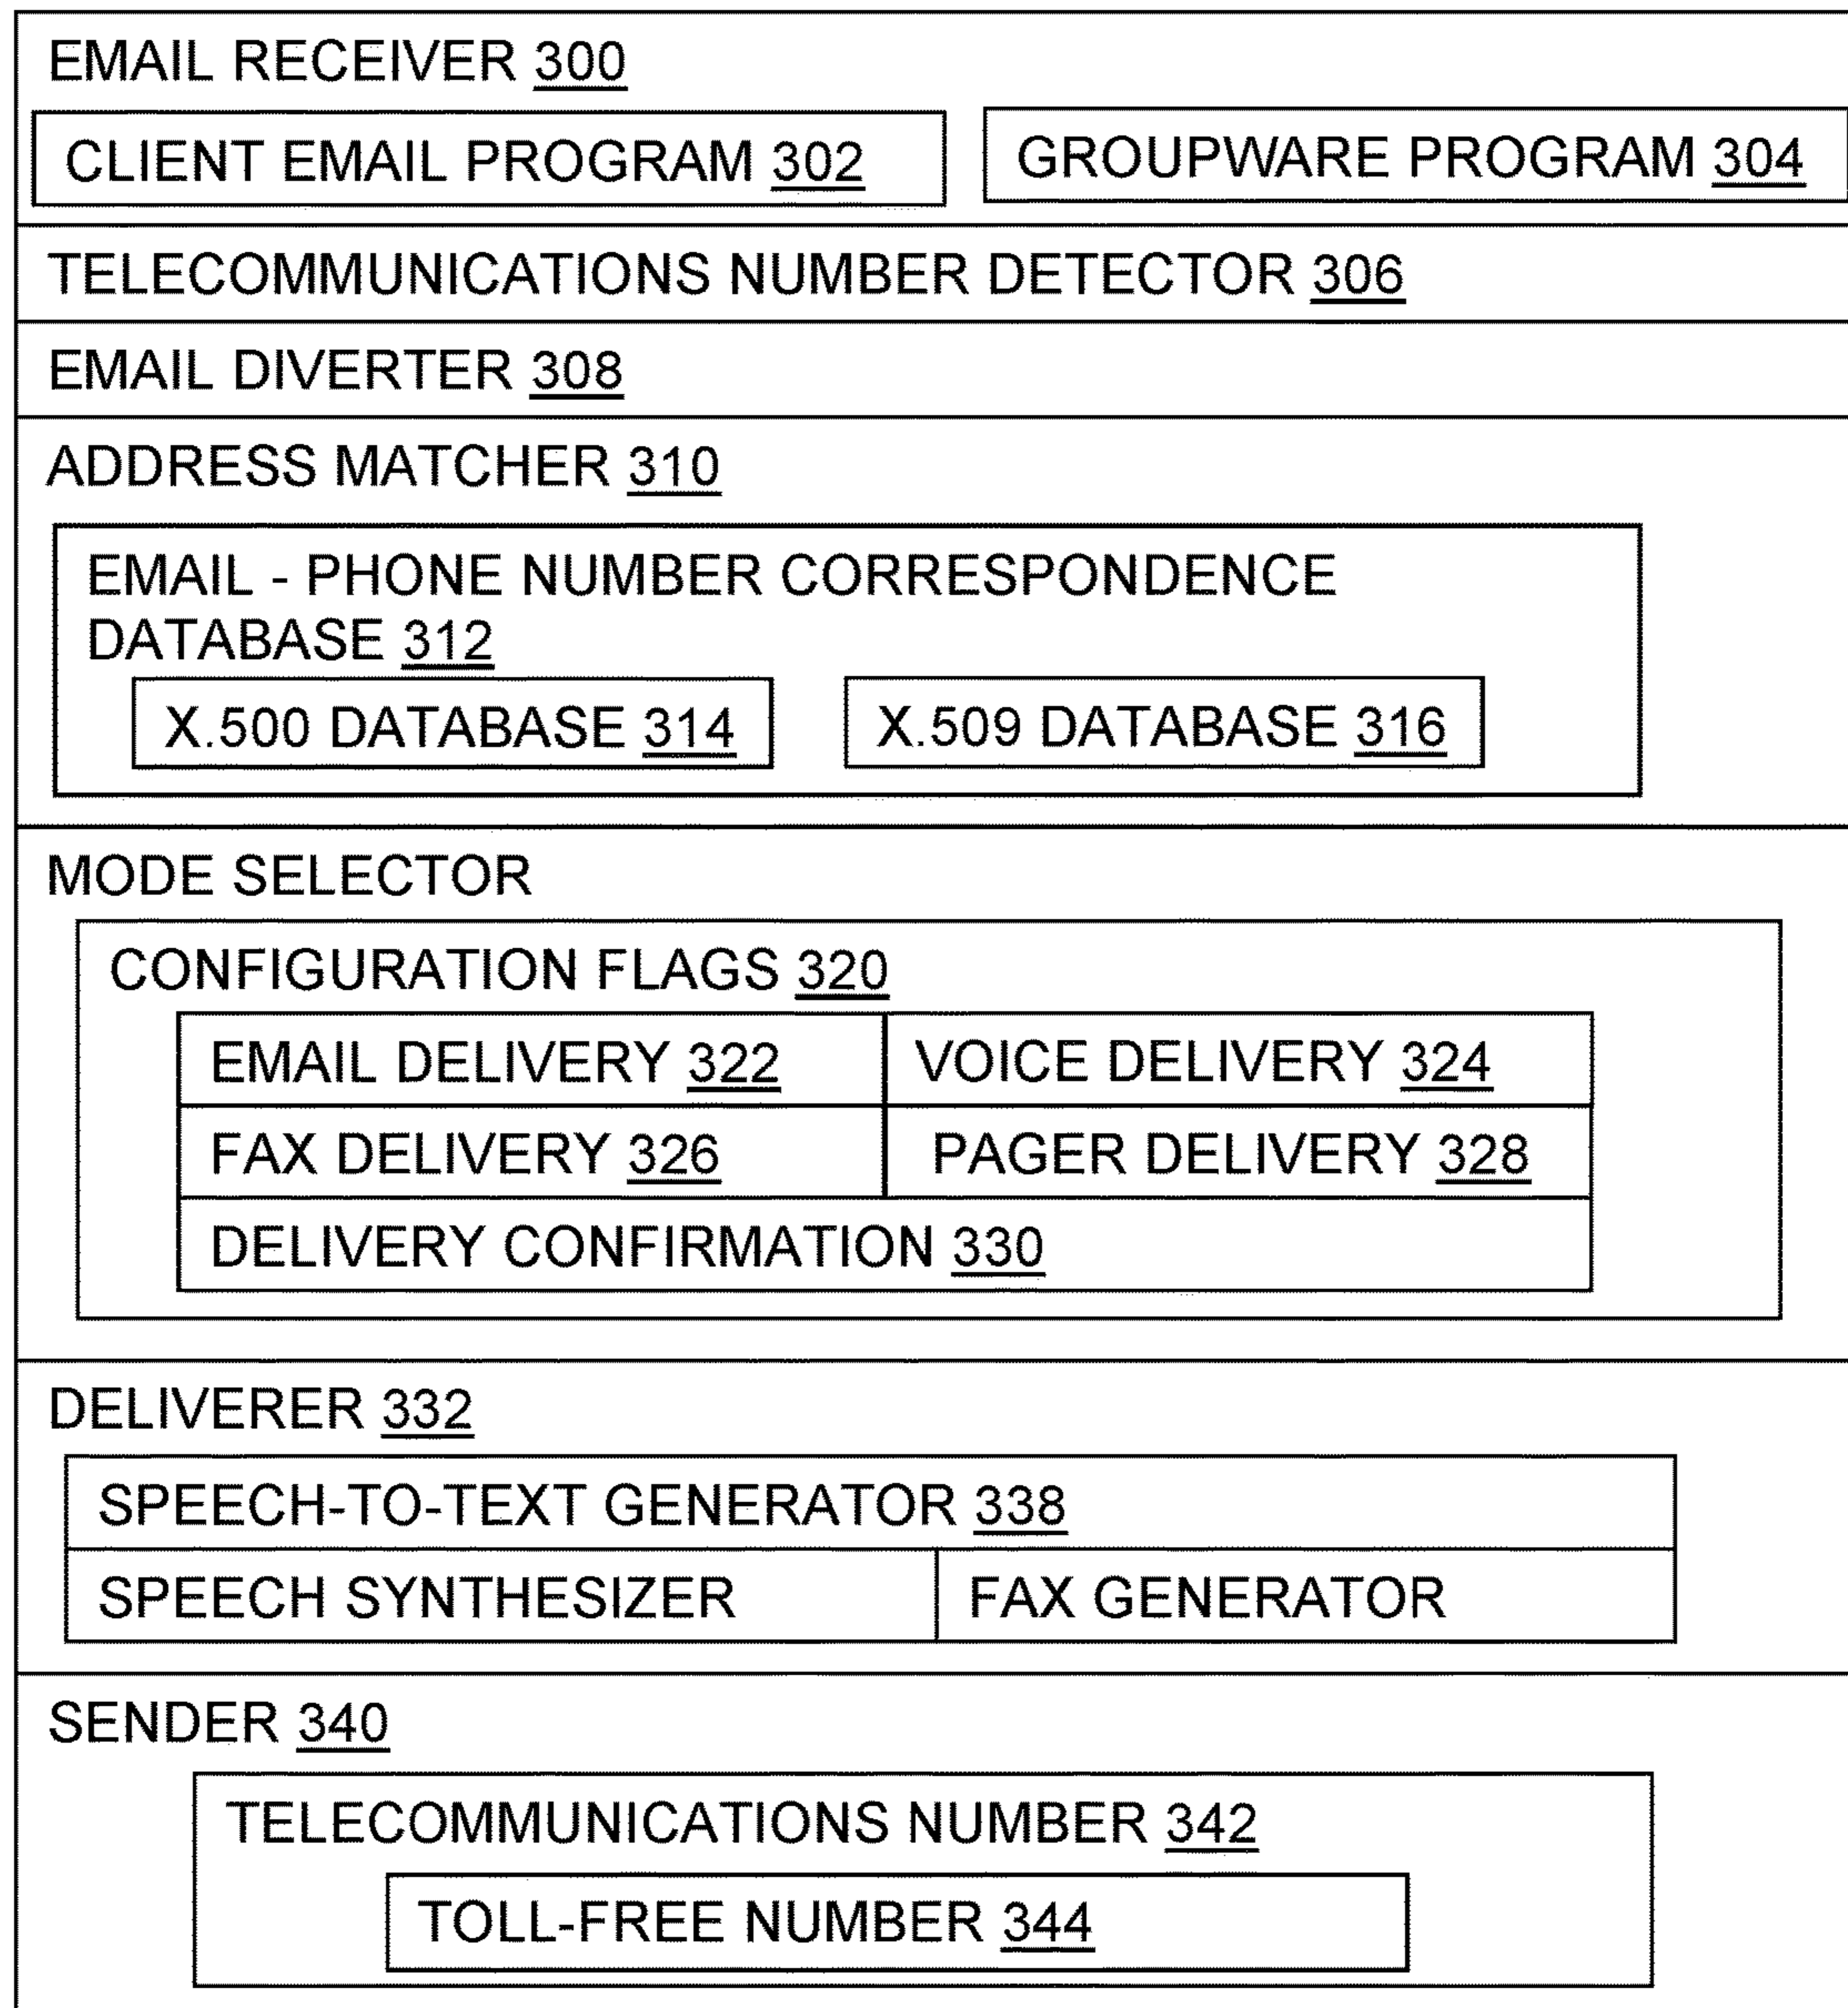 EMAIL RECEIVER 300
CLIENT EMAIL PROGRAM 302
GROUPWARE PROGRAM 304
TELECOMMUNICATIONS NUMBER DETECTOR 306
EMAIL DIVERTER 308
ADDRESS MATCHER 310
EMAIL - PHONE NUMBER CORRESPONDENCE
DATABASE 312
X.500 DATABASE 314
X.509 DATABASE 316
MODE SELECTOR
CONFIGURATION FLAGS 320
EMAIL DELIVERY 322
VOICE DELIVERY 324
FAX DELIVERY 326
PAGER DELIVERY 328
DELIVERY CONFIRMATION 330
DELIVERER 332
SPEECH-TO-TEXT GENERATOR 338
SPEECH SYNTHESIZER
FAX GENERATOR
SENDER 340
TELECOMMUNICATIONS NUMBER 342
TOLL-FREE NUMBER 344